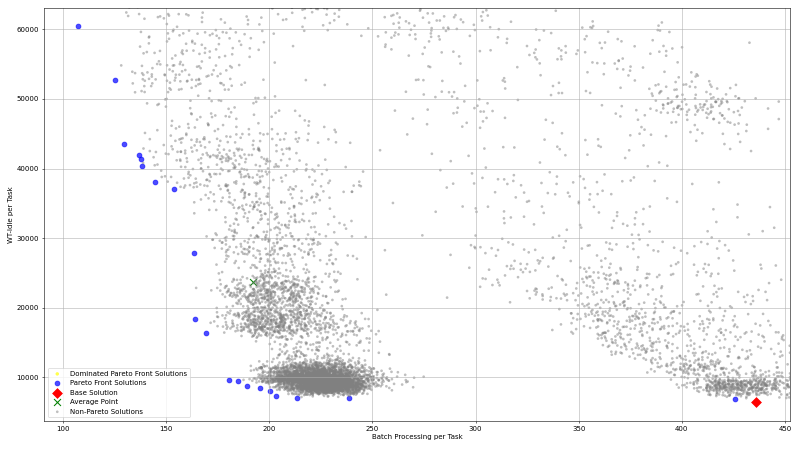 60000
50000
40000
30000
20000
10000
WT-Idle per Task
Dominated Pareto Front Solutions
Pareto Front Solutions
Base Solution
Average Point
Non-Pareto Solutions
100
150
200
250
300
350
400
450
Batch Processing per Task